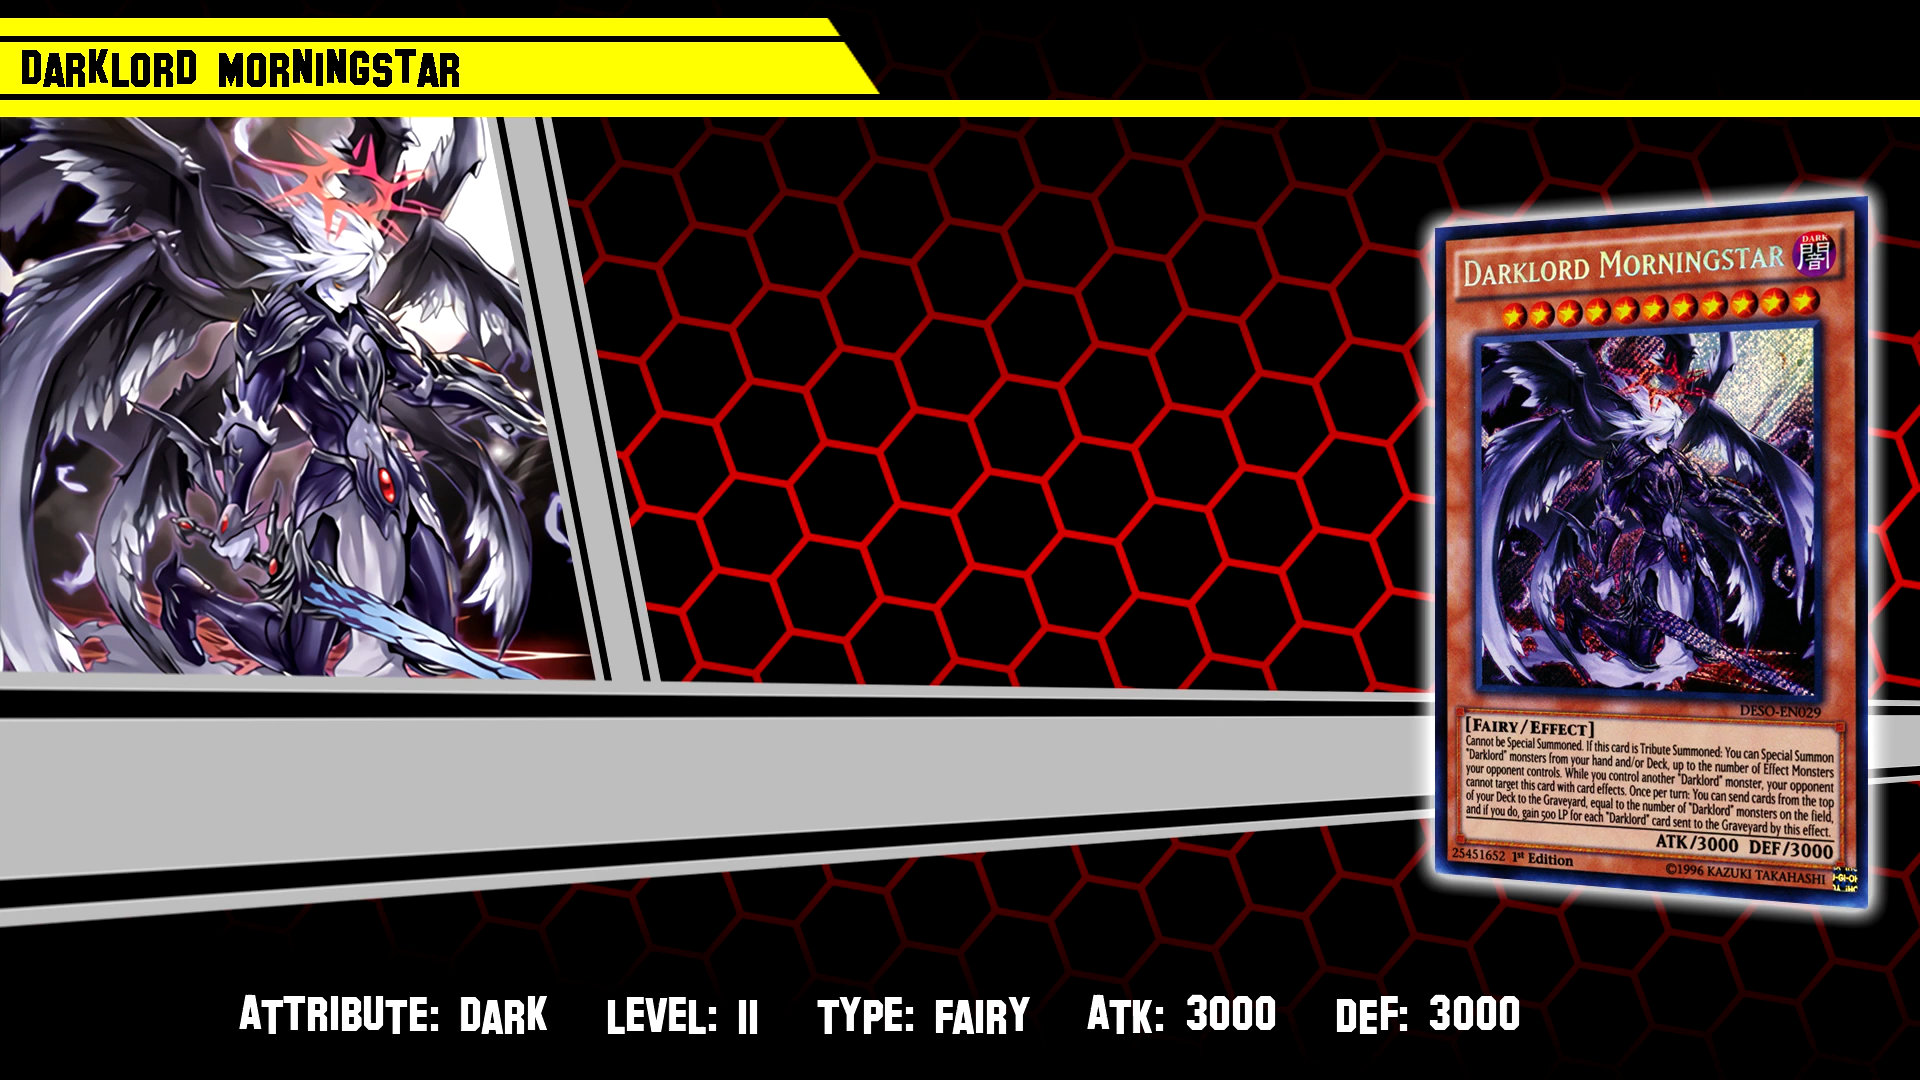 DARKLORD MORNINGSTAR
DARKLORD MORNINGSTAR
DARK
闇
DESO-EN029
[FAIRY/EFFECT]
Cannot be Special Summoned. If this card is Tribute Summoned: You can Special Summon
"Darklord" monsters from your hand and/or Deck, up to the number of Effect Monsters
your opponent controls. While you control another "Darklord" monster, your opponent
cannot target this card with card effects. Once per turn: You can send cards from the top
of your Deck to the Graveyard, equal to the number of "Darklord" monsters on the field,
and if you do, gain 500 LP for each "Darklord" card sent to the Graveyard by this effect.
ATK/3000 DEF/3000
25451652 1st Edition
©1996 KAZUKI TAKAHASHI
ATTRIBUTE: DARK LEVEL: 11 TYPE: FAIRY ATK: 3000 DEF: 3000